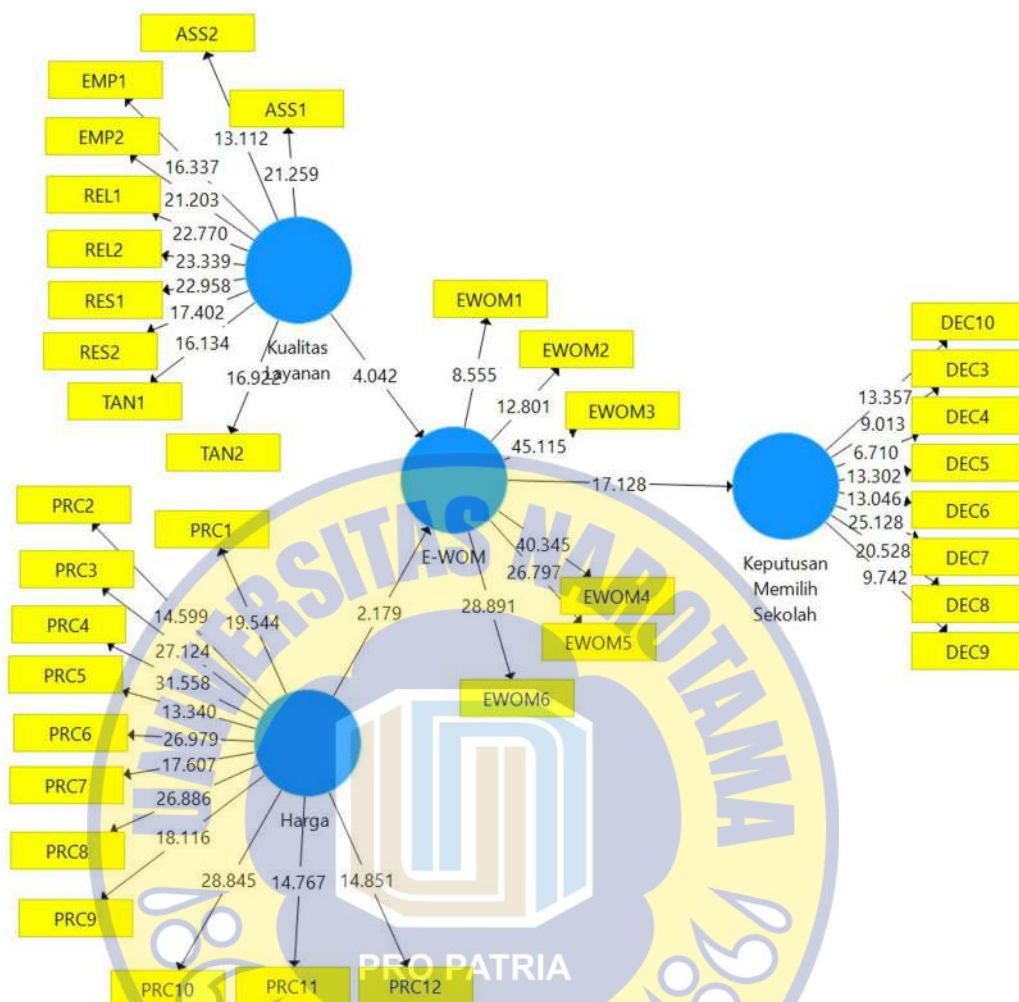 ASS2
EMP1
ASS1
EMP2
13.112
16.337
21.259
REL1
21.203
22.770
REL2
23.339
RES1
22.958
17.402
RES2
16.134
TAN1
16.922
TAN2
Kualitas
Layanan
4.042
EWOM1
EWOM2
EWOM3
8.555
12.801
45.115
17.128
E-WOM
40.345
26.797
28.891
EWOM4
EWOM5
EWOM6
DEC10
DEC3
13.357
9.013
DEC4
6.710
13.302
DEC5
13.046
DEC6
25.128
20.528
DEC7
9.742
DEC8
DEC9
Keputusan
Memilih
Sekolah
PRC2
PRC1
PRC3
PRC4
14.599
19.544
27.124
PRC5
31.558
13.340
PRC6
26.979
17.607
PRC7
26.886
PRC8
18.116
PRC9
2.179
Harga
28.845
14.767
14.851
PRC10
PRC11
PRC12
UNIVERSITAS NAROTAMA
PRO PATRIA